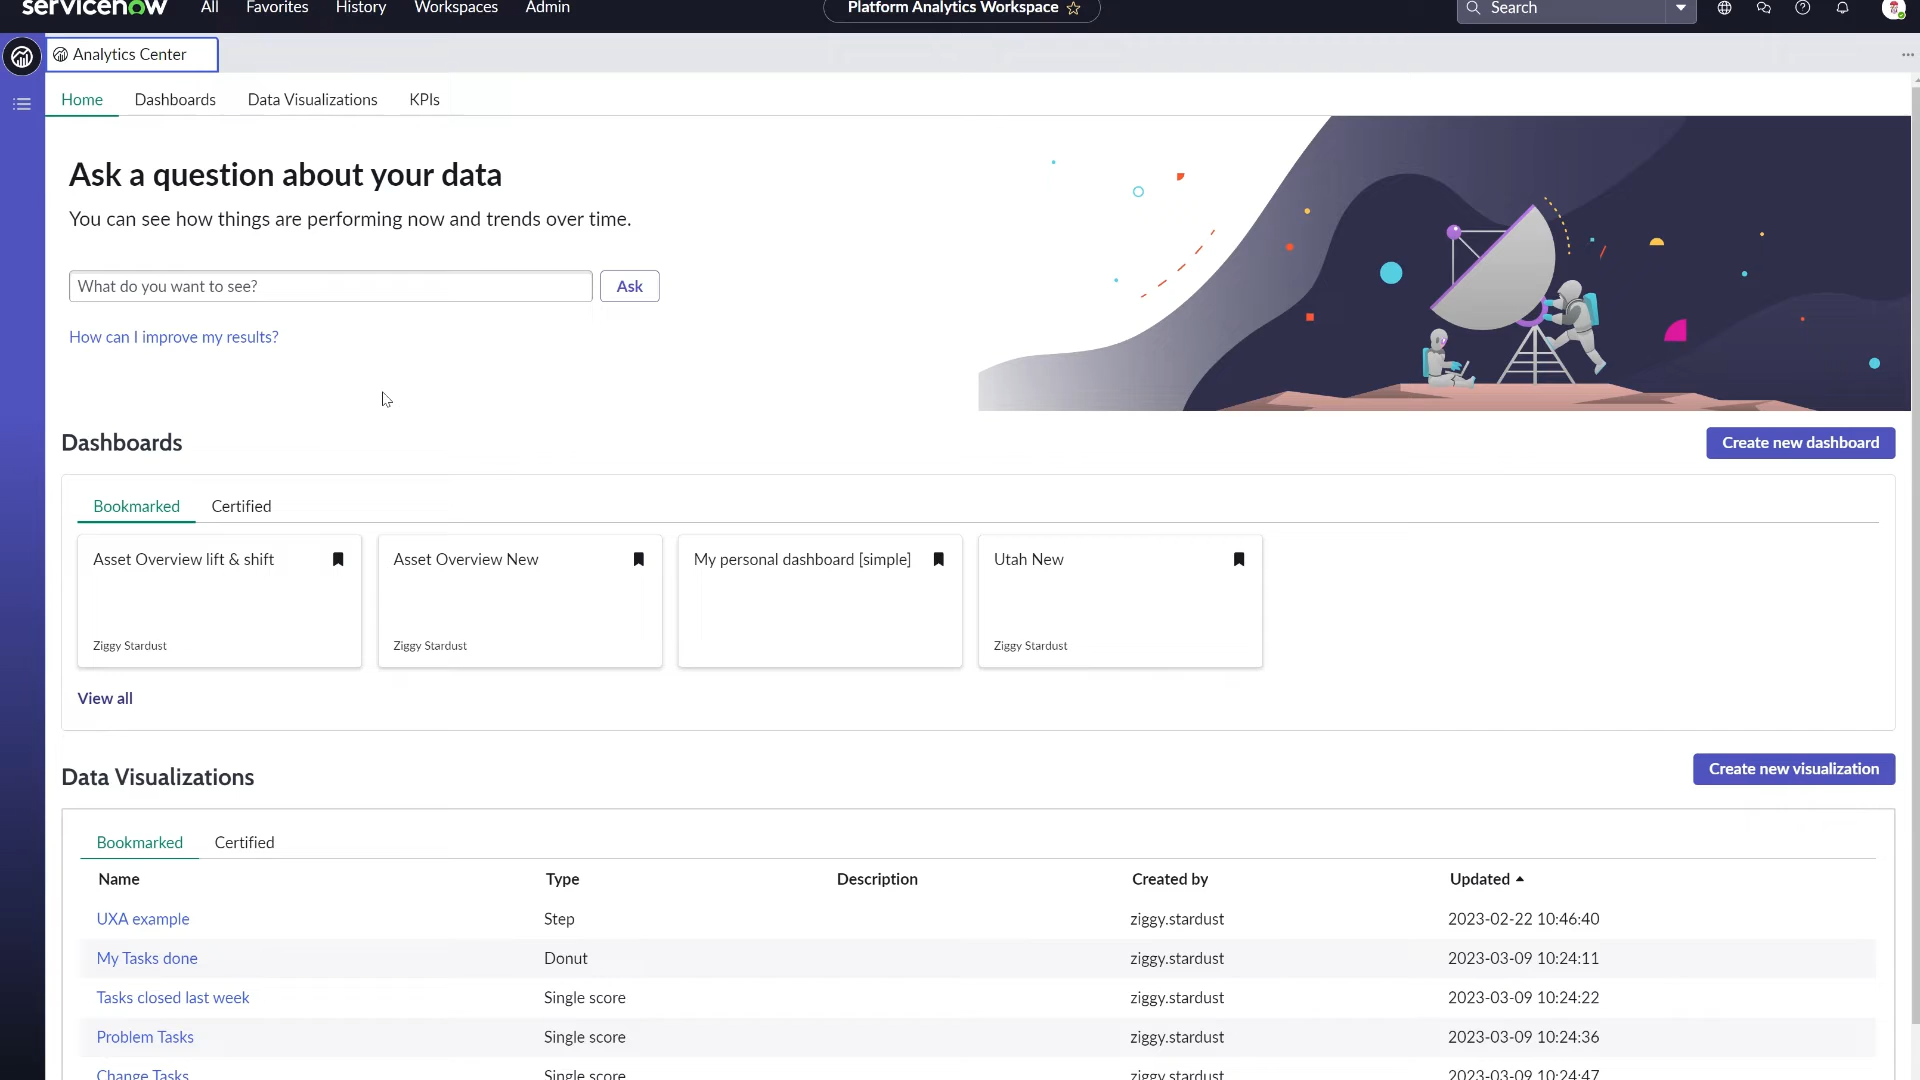 servicenow All Favorites History Workspaces Admin Platform Analytics Workspace Search
Analytics Center
Home Dashboards Data Visualizations KPIs
Ask a question about your data
You can see how things are performing now and trends over time.
What do you want to see? Ask
How can I improve my results?
Dashboards Create new dashboard
Bookmarked Certified
Asset Overview lift & shift Asset Overview New My personal dashboard [simple] Utah New
Ziggy Stardust Ziggy Stardust Ziggy Stardust
View all
Data Visualizations Create new visualization
Bookmarked Certified
Name Type Description Created by Updated
UXA example Step ziggy.stardust 2023-02-22 10:46:40
My Tasks done Donut ziggy.stardust 2023-03-09 10:24:11
Tasks closed last week Single score ziggy.stardust 2023-03-09 10:24:22
Problem Tasks Single score ziggy.stardust 2023-03-09 10:24:36
Change Tasks Single score ziggy.stardust 2023-03-09 10:24:47